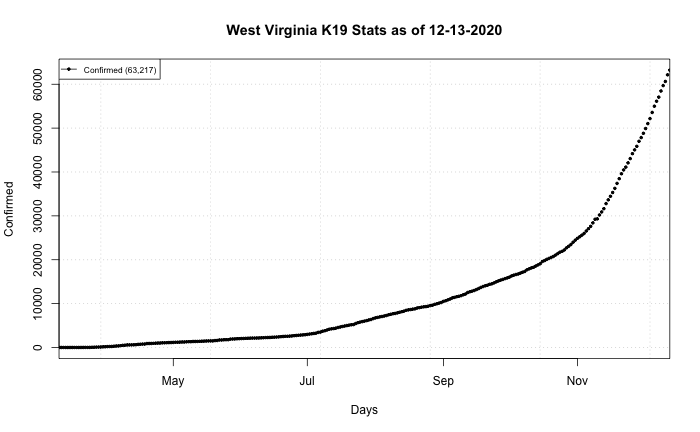 West Virginia K19 Stats as of 12-13-2020
Confirmed (63,217)
60000
50000
40000
30000
20000
10000
0
Confirmed
May Jul Sep Nov
Days